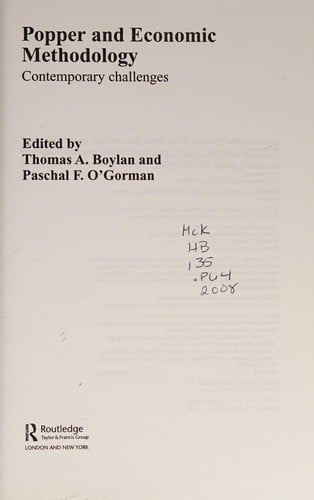 Popper and Economic
Methodology
Contemporary challenges
Edited by
Thomas A. Boylan and
Paschal F. O'Gorman
McK
HB
135
.P64
2008
R Routledge
Taylor & Francis Group
LONDON AND NEW YORK